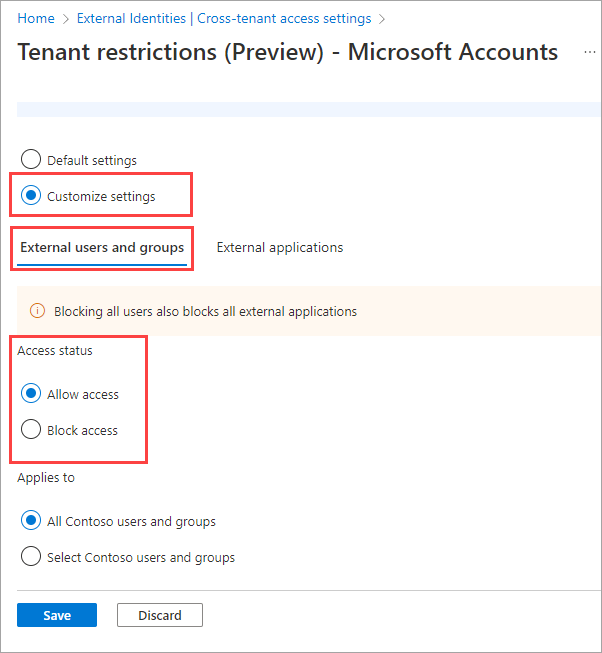 Home > External Identities | Cross-tenant access settings >
Tenant restrictions (Preview) - Microsoft Accounts ...
Default settings
Customize settings
External users and groups External applications
Blocking all users also blocks all external applications
Access status
Allow access
Block access
Applies to
All Contoso users and groups
Select Contoso users and groups
Save Discard